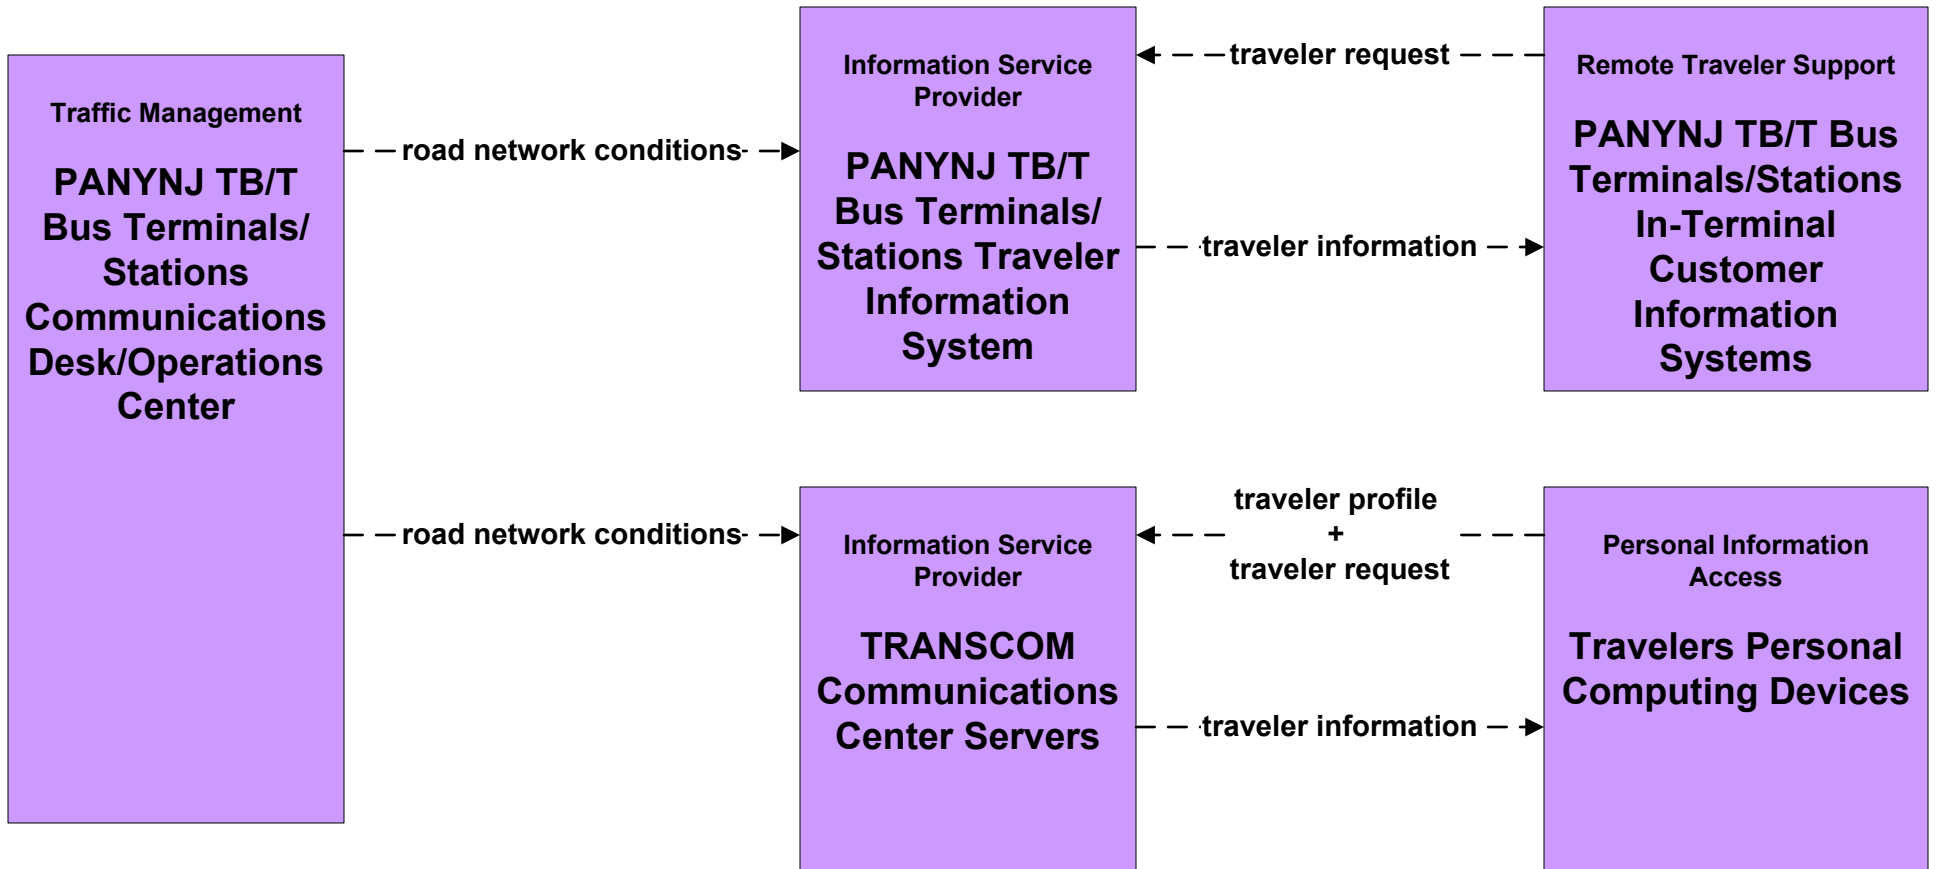 Traffic Management
PANYNJ TB/T
Bus Terminals/
Stations
Communications
Desk/Operations
Center
road network conditions
road network conditions
Information Service
Provider
PANYNJ TB/T
Bus Terminals/
Stations Traveler
Information
System
traveler request
traveler information
Remote Traveler Support
PANYNJ TB/T Bus
Terminals/Stations
In-Terminal
Customer
Information
Systems
Information Service
Provider
TRANSCOM
Communications
Center Servers
traveler profile
+
traveler request
traveler information
Personal Information
Access
Travelers Personal
Computing Devices